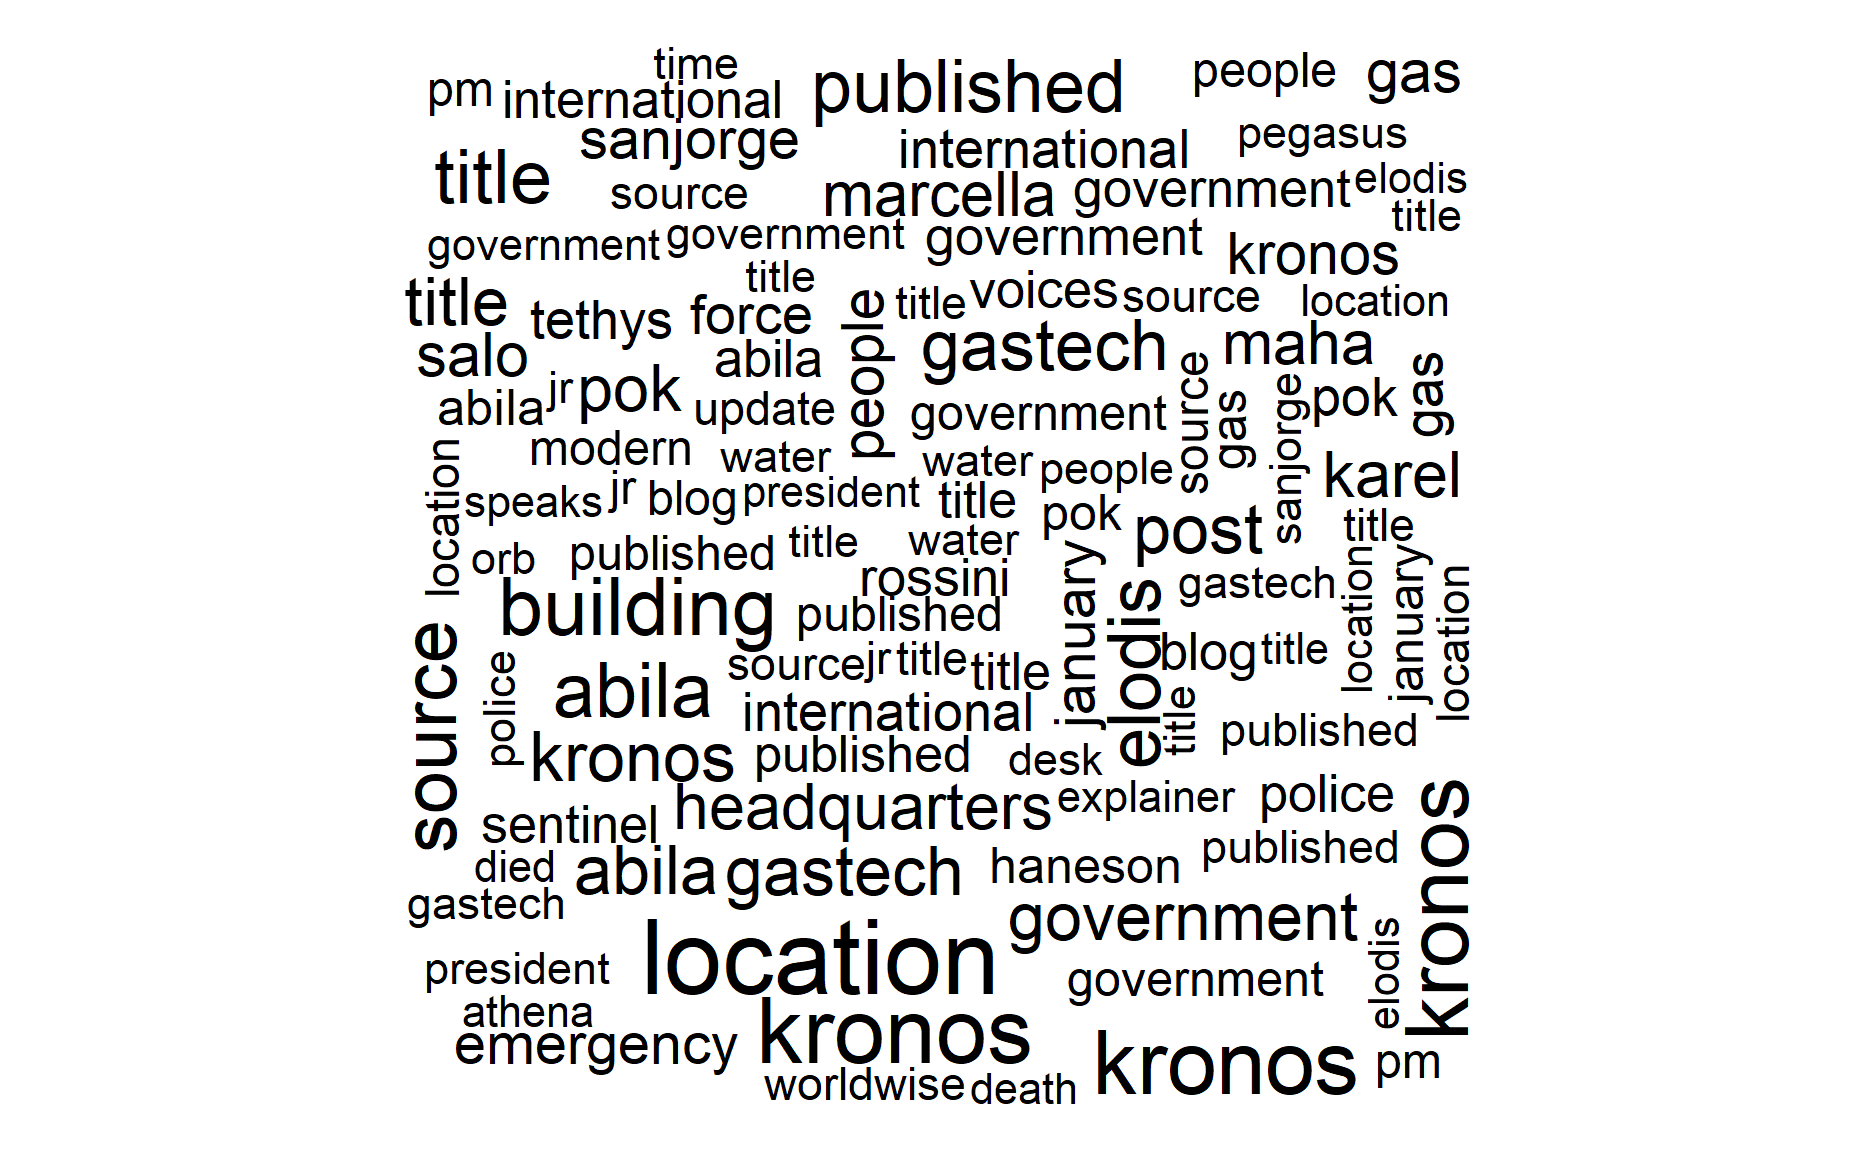 time
pm international published people gas
sanjorge international pegasus
title source marcella government elodis
title
government government government kronos
title
title tethys force people title voices source location
salo abila gastech maha
abila jr pok update government source gas sanjorge pok gas
modern water water people karel
location speaks jr blog president title pok post title
orb published title water
rossini january elodis gastech location january location
building published
source police abila source jr title title blog title
international title published
kronos published desk
headquarters explainer police kronos
sentinel published
died abila gastech haneson
gastech government
location elodis
president government
athena kronos
emergency kronos pm
worldwise death